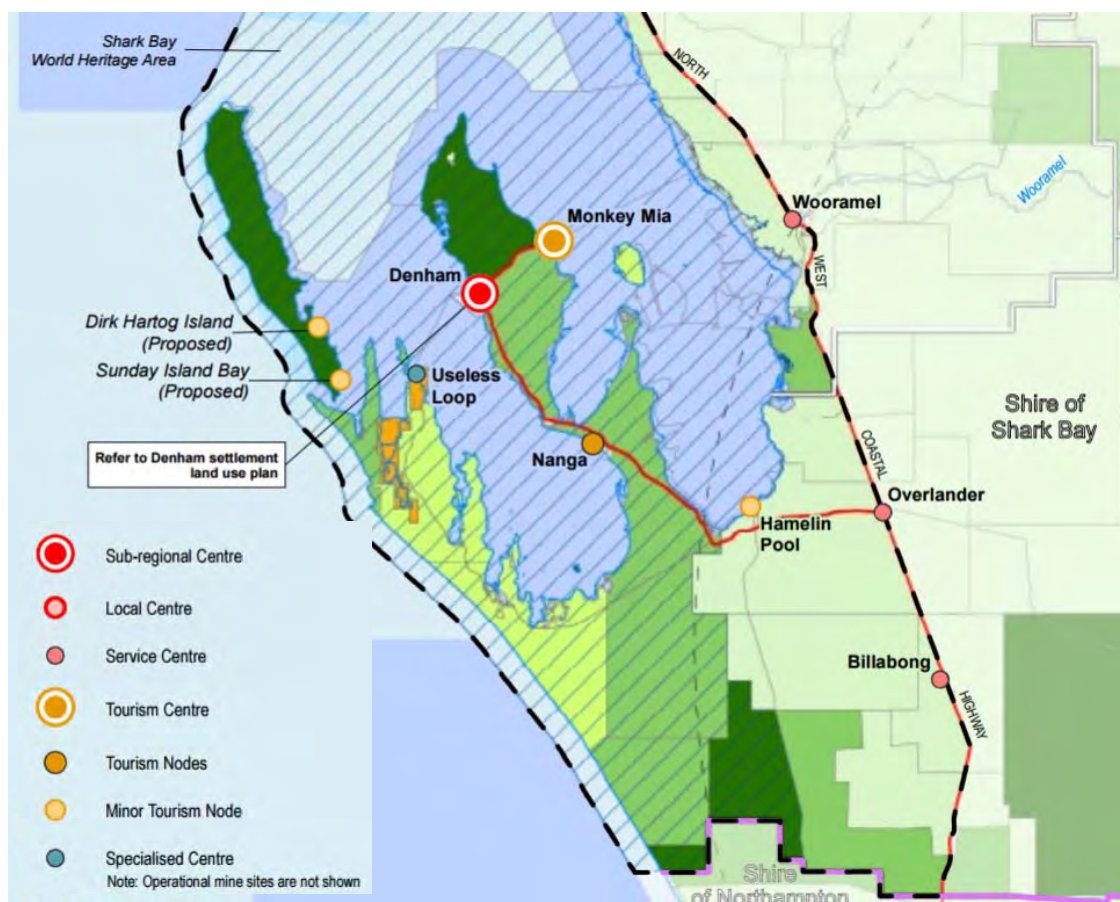 Shark Bay
World Heritage Area
NORTH
WEST
COASTAL
HIGHWAY
Wooramel
Wooramel
Monkey Mia
Denham
Dirk Hartog Island
(Proposed)
Sunday Island Bay
(Proposed)
Useless
Loop
Shire of
Shark Bay
Refer to Denham settlement
land use plan
Nanga
Overlander
Hamelin
Pool
Billabong
Sub-regional Centre
Local Centre
Service Centre
Tourism Centre
Tourism Nodes
Minor Tourism Node
Specialised Centre
Note: Operational mine sites are not shown
Shire
of Northampton